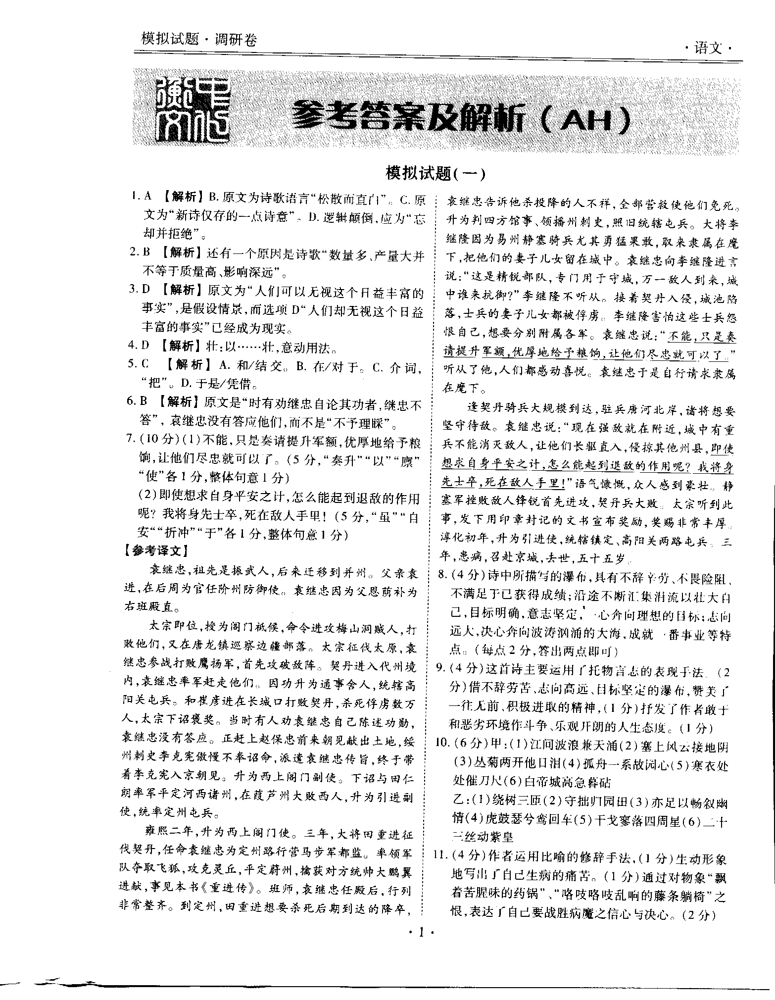 模拟试题·调研卷
·语文·
参考答案及解析(AH)
模拟试题(一)
1. A 【解析】B. 原文为诗歌语言“松散而直白”。C. 原
文为“新诗仅存的一点诗意”。D. 逻辑颠倒,应为“忘
却并拒绝”。
2. B 【解析】还有一个原因是诗歌“数量多、产量大并
不等于质量高、影响深远”。
3. D 【解析】原文为“人们可以无视这个日益丰富的
事实”,是假设情景,而选项 D“人们却无视这个日益
丰富的事实”已经成为现实。
4. D 【解析】壮:以……壮,意动用法。
5. C 【解析】A. 和/结交。B. 在/对于。C. 介词,
“把”。D. 于是/凭借。
6. B 【解析】原文是“时有劝继忠自论其功者,继忠不
答”, 袁继忠没有答应他们,而不是“不予理睬”。
7. (10 分)(1)不能,只是奏请提升军额,优厚地给予粮
饷,让他们尽忠就可以了。(5 分,“奏升”“以”“廪”
“使”各 1 分,整体句意 1 分)
(2)即使想求自身平安之计,怎么能起到退敌的作用
呢? 我将身先士卒,死在敌人手里! (5 分,“虽”“自
安”“折冲”“于”各 1 分,整体句意 1 分)
【参考译文】
袁继忠,祖先是振武人,后来迁移到并州。父亲袁
进,在后周为官任阶州防御使。袁继忠因为父恩荫补为
右班殿直。
太宗即位,授为阁门祗候,命令进攻梅山洞贼人,打
败他们,又在唐龙镇巡察边疆部落。太宗征伐太原,袁
继忠参战打败鹰扬军,首先攻破敌阵。契丹进入代州境
内,袁继忠率军赶走他们。因功升为通事舍人,统辖高
阳关屯兵。和崔彦进在长城口打败契丹,杀死俘虏数万
人,太宗下诏褒奖。当时有人劝袁继忠自己陈述功勋,
袁继忠没有答应。正赶上赵保忠前来朝见献出土地,绥
州刺史李克宪傲慢不奉诏命,派遣袁继忠传旨,终于带
着李克宪入京朝见。升为西上阁门副使。下诏与田仁
朗率军平定河西诸州,在葭芦州大败西人,升为引进副
使,统率定州屯兵。
雍熙二年,升为西上阁门使。三年,大将田重进征
伐契丹,任命袁继忠为定州路行营马步军都监。率领军
队夺取飞狐,攻克灵丘,平定蔚州,擒获对方统帅大鹏翼
进献,事见本书《重进传》。班师,袁继忠任殿后,行列
非常整齐。到定州,田重进想要杀死后期到达的降卒,
袁继忠告诉他杀投降的人不祥,全部营救使他们免死。
升为判四方馆事、领播州刺史,照旧统辖屯兵。大将李
继隆因为易州静塞骑兵尤其勇猛果敢,取来隶属在麾
下,把他们的妻子儿女留在城中。袁继忠向李继隆进言
说:“这是精锐部队,专门用于守城,万一敌人到来,城
中谁来抗御?”李继隆不听从。接着契丹入侵,城池陷
落,士兵的妻子儿女都被俘虏。李继隆害怕这些士兵怨
恨自己,想要分别附属各军。袁继忠说:“不能,只是奏
请提升军额,优厚地给予粮饷,让他们尽忠就可以了。”
听从了他,人们都感动喜悦。袁继忠于是自行请求隶属
在麾下。
逢契丹骑兵大规模到达,驻兵唐河北岸,诸将想要
坚守待敌。袁继忠说:“现在强敌就在附近,城中有重
兵不能消灭敌人,让他们长驱直入,侵掠其他州县,即使
想求自身平安之计,怎么能起到退敌的作用呢? 我将身
先士卒,死在敌人手里!”语气慷慨,众人感到豪壮。静
塞军挫败敌人锋锐首先进攻,契丹兵大败。太宗听到此
事,发下用印章封记的文书宣布奖励,奖赐非常丰厚。
淳化初年,升为引进使,统辖镇定、高阳关两路屯兵。三
年,患病,召赴京城,去世,五十五岁。
8. (4 分)诗中所描写的瀑布,具有不辞辛劳、不畏险阻、
不满足于已获得成绩;沿途不断汇集涓流以壮大自
己,目标明确,意志坚定,一心奔向理想的目标;志向
远大,决心奔向波涛汹涌的大海,成就一番事业等特
点。(每点 2 分,答出两点即可)
9. (4 分)这首诗主要运用了托物言志的表现手法。(2
分)借不辞劳苦、志向高远、目标坚定的瀑布,赞美了
一往无前、积极进取的精神,(1 分)抒发了作者敢于
和恶劣环境作斗争、乐观开朗的人生态度。(1 分)
10. (6 分)甲:(1)江间波浪兼天涌(2)塞上风云接地阴
(3)丛菊两开他日泪(4)孤舟一系故园心(5)寒衣处
处催刀尺(6)白帝城高急暮砧
乙:(1)绕树三匝(2)守拙归园田(3)亦足以畅叙幽
情(4)虎鼓瑟兮鸾回车(5)干戈寥落四周星(6)二十
三丝动紫皇
11. (4 分)作者运用比喻的修辞手法,(1 分)生动形象
地写出了自己生病的痛苦。(1 分)通过对物象“飘
着苦腥味的药锅”、“咯吱咯吱乱响的藤条躺椅”之
恨,表达了自己要战胜病魔之信心与决心。(2 分)
· 1 ·